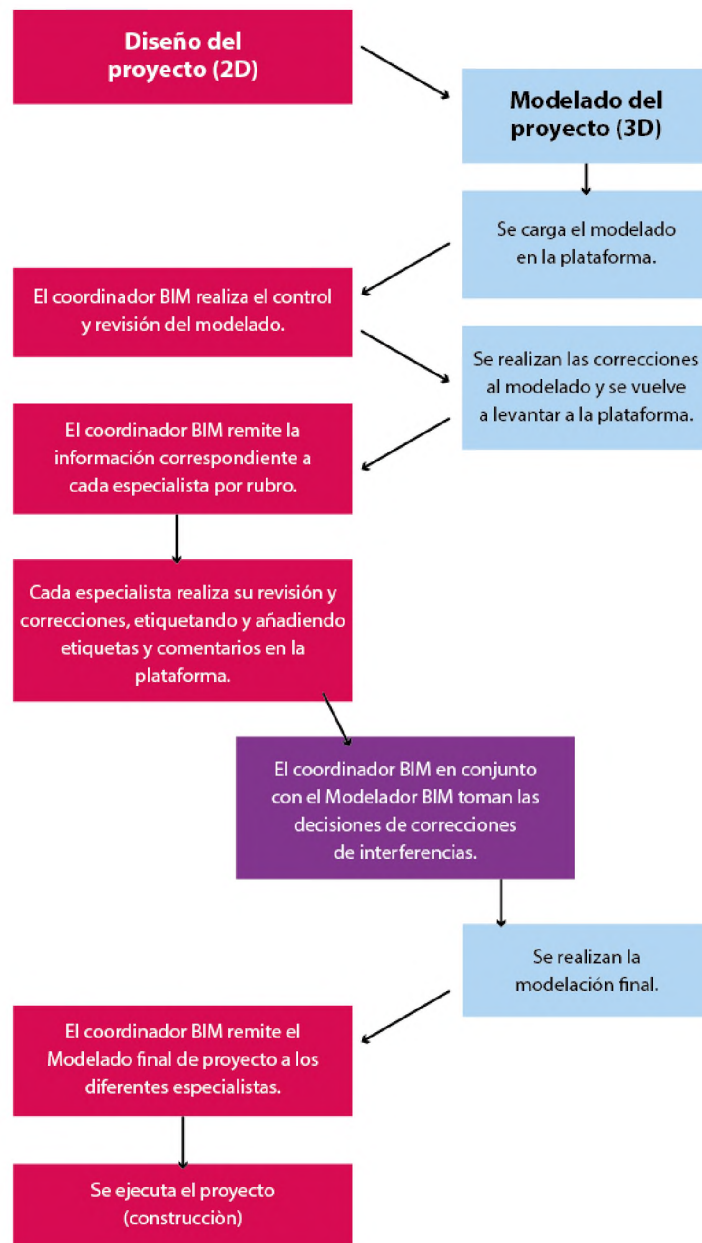 Diseño del
proyecto (2D)
Modelado del
proyecto (3D)
Se carga el modelado
en la plataforma.
El coordinador BIM realiza el control
y revisión del modelado.
Se realizan las correcciones
al modelado y se vuelve
a levantar a la plataforma.
El coordinador BIM remite la
información correspondiente a
cada especialista por rubro.
Cada especialista realiza su revisión y
correcciones, etiquetando y añadiendo
etiquetas y comentarios en la
plataforma.
El coordinador BIM en conjunto
con el Modelador BIM toman las
decisiones de correcciones
de interferencias.
Se realizan la
modelación final.
El coordinador BIM remite el
Modelado final de proyecto a los
diferentes especialistas.
Se ejecuta el proyecto
(construcciòn)